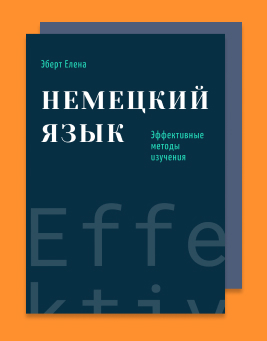 Эберт Елена
НЕМЕЦКИЙ
ЯЗЫК
Эффективные
методы
изучения
Effe
ktiv